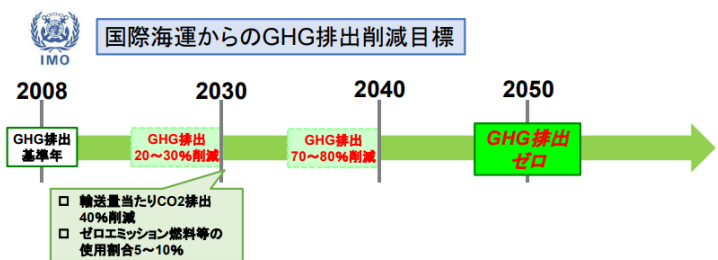 IMO
国際海運からのGHG排出削減目標
2008
2030
2040
2050
GHG排出
基準年
GHG排出
20～30%削減
GHG排出
70～80%削減
GHG排出
ゼロ
□ 輸送量当たりCO2排出
40%削減
□ ゼロエミッション燃料等の
使用割合5～10%